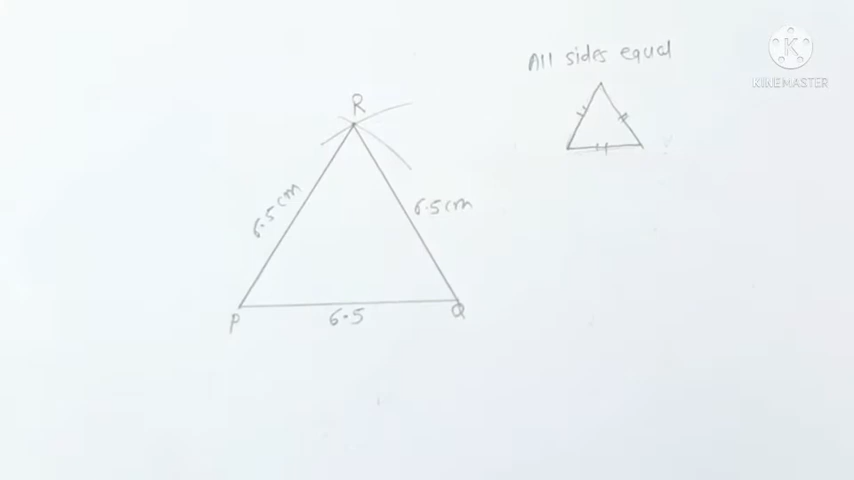 All sides equal
K
KINEMASTER
R
6.5cm
6.5cm
P
6.5
Q